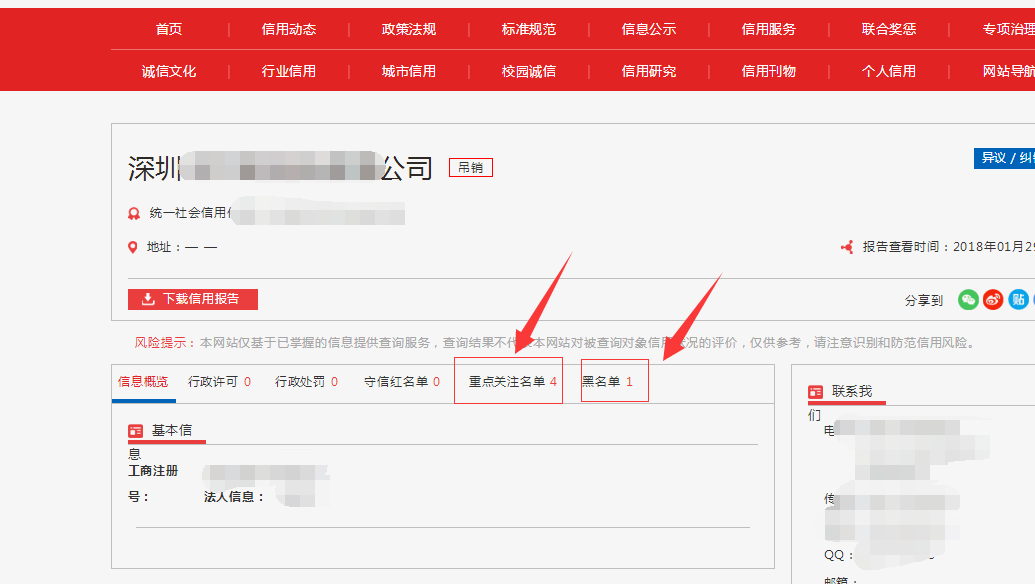 首页 信用动态 政策法规 标准规范 信息公示 信用服务 联合奖惩 专项治理
诚信文化 行业信用 城市信用 校园诚信 信用研究 信用刊物 个人信用 网站导航
深圳 公司 吊销
异议 / 纠
统一社会信用
地址：— —
报告查看时间：2018年01月29
下载信用报告
分享到
贴
风险提示：本网站仅基于已掌握的信息提供查询服务，查询结果不代 本网站对被查询对象信用 况的评价，仅供参考，请注意识别和防范信用风险。
信息概览 行政许可 0 行政处罚 0 守信红名单 0 重点关注名单 4 黑名单 1
基本信
息
工商注册
号： 法人信息：
联系我
们
电
传
QQ：
邮箱：